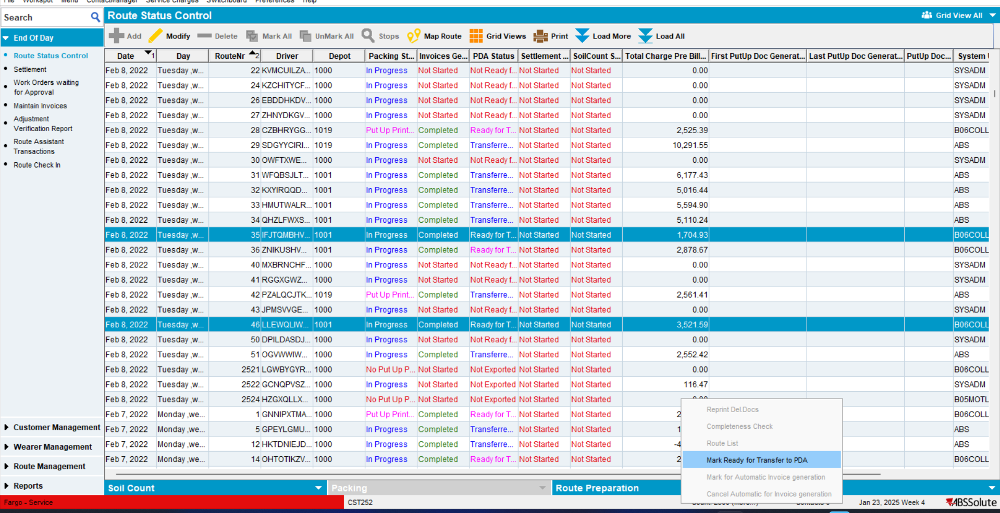 File Workspot Menu ContactManager Service Charges Switchboard Preferences Help
Search
Route Status Control
Grid View All
End Of Day
Add Modify Delete Mark All UnMark All Stops Map Route Grid Views Print Load More Load All
Route Status Control
Settlement
Work Orders waiting
for Approval
Maintain Invoices
Adjustment
Verification Report
Route Assistant
Transactions
Route Check In
Date 1 Day RouteNr 2 Driver Depot Packing St... Invoices Ge... PDA Status Settlement ... SoilCount S... Total Charge Pre Bill... First PutUp Doc Generat... Last PutUp Doc Generat... PutUp Doc... System
Feb 8, 2022 Tuesday ,w... 22 KVMCUILZA... 1000 In Progress Not Started Not Ready f... Not Started Not Started 0.00 SYSADM
Feb 8, 2022 Tuesday ,w... 24 KZCHITYCF... 1000 In Progress Not Started Not Ready f... Not Started Not Started 0.00 SYSADM
Feb 8, 2022 Tuesday ,w... 26 EBDDHKDV... 1000 In Progress Not Started Not Ready f... Not Started Not Started 0.00 SYSADM
Feb 8, 2022 Tuesday ,w... 27 ZHNYDKGV... 1000 In Progress Not Started Not Ready f... Not Started Not Started 0.00 SYSADM
Feb 8, 2022 Tuesday ,w... 28 CZBHRYGG... 1019 Put Up Print... Completed Ready for T... Not Started Not Started 2,525.39 B06COLL
Feb 8, 2022 Tuesday ,w... 29 SDGYYCIRI... 1019 In Progress Completed Transferre... Not Started Not Started 10,291.55 ABS
Feb 8, 2022 Tuesday ,w... 30 OWFTXWE... 1000 In Progress Not Started Not Ready f... Not Started Not Started 0.00 SYSADM
Feb 8, 2022 Tuesday ,w... 31 WFQBSJLT... 1001 In Progress Completed Transferre... Not Started Not Started 6,177.43 ABS
Feb 8, 2022 Tuesday ,w... 32 KXYIRQQD... 1001 In Progress Completed Transferre... Not Started Not Started 5,016.44 ABS
Feb 8, 2022 Tuesday ,w... 33 HMUTWALR... 1001 In Progress Completed Transferre... Not Started Not Started 5,594.90 ABS
Feb 8, 2022 Tuesday ,w... 34 QHZLFWXS... 1001 In Progress Completed Transferre... Not Started Not Started 5,110.24 ABS
Feb 8, 2022 Tuesday ,w... 35 IFJTQMBHV... 1001 In Progress Completed Ready for T... Not Started Not Started 1,704.93 B06COLL
Feb 8, 2022 Tuesday ,w... 36 ZNIKUSHV... 1001 In Progress Completed Ready for T... Not Started Not Started 2,878.67 B06COLL
Feb 8, 2022 Tuesday ,w... 40 MXBRNCHF... 1000 In Progress Not Started Not Ready f... Not Started Not Started 0.00 SYSADM
Feb 8, 2022 Tuesday ,w... 41 RGGXGWZ... 1000 In Progress Not Started Not Ready f... Not Started Not Started 0.00 SYSADM
Feb 8, 2022 Tuesday ,w... 42 PZALQCJTK... 1019 Put Up Print... Completed Transferre... Not Started Not Started 2,561.41 ABS
Feb 8, 2022 Tuesday ,w... 43 JPMSVVGE... 1000 In Progress Not Started Not Ready f... Not Started Not Started 0.00 SYSADM
Feb 8, 2022 Tuesday ,w... 46 LLEWQLIW... 1001 In Progress Completed Ready for T... Not Started Not Started 3,521.59 B06COLL
Feb 8, 2022 Tuesday ,w... 50 DPILDASDJ... 1000 In Progress Not Started Not Ready f... Not Started Not Started 0.00 SYSADM
Feb 8, 2022 Tuesday ,w... 51 OGVWWIW... 1000 In Progress Completed Transferre... Not Started Not Started 2,552.42 ABS
Feb 8, 2022 Tuesday ,w... 2521 LGWBYGYR... 1000 No Put Up P... Not Started Not Exported Not Started Not Started 0.00 B06COLL
Feb 8, 2022 Tuesday ,w... 2522 GCNQPVSZ... 1000 In Progress Not Started Not Exported Not Started Not Started 116.47 SYSADM
Feb 8, 2022 Tuesday ,w... 2524 HZGXQLLX... 1000 No Put Up P... Not Started Not Exported Not Started Not Started B05MOTL
Feb 7, 2022 Monday ,we... 1 GNNIPXTMA... 1000 Put Up Print... Completed Ready for T... Not Started Not Started 2 B06COLL
Feb 7, 2022 Monday ,we... 5 GPEYLGMU... 1000 In Progress Completed Transferre... Not Started Not Started 1 ABS
Feb 7, 2022 Monday ,we... 12 HKTDNIEJD... 1000 In Progress Completed Transferre... Not Started Not Started -4 ABS
Feb 7, 2022 Monday ,we... 14 OHTOTIKZV... 1000 In Progress Completed Ready for T... Not Started Not Started 2 B06COLL
Reprint Del.Docs
Completeness Check
Route List
Mark Ready for Transfer to PDA
Mark for Automatic Invoice generation
Cancel Automatic for Invoice generation
Customer Management
Wearer Management
Route Management
Reports
Soil Count Packing Route Preparation
Fargo - Service CST252 Jan 23, 2025 Week 4 ABSSolute